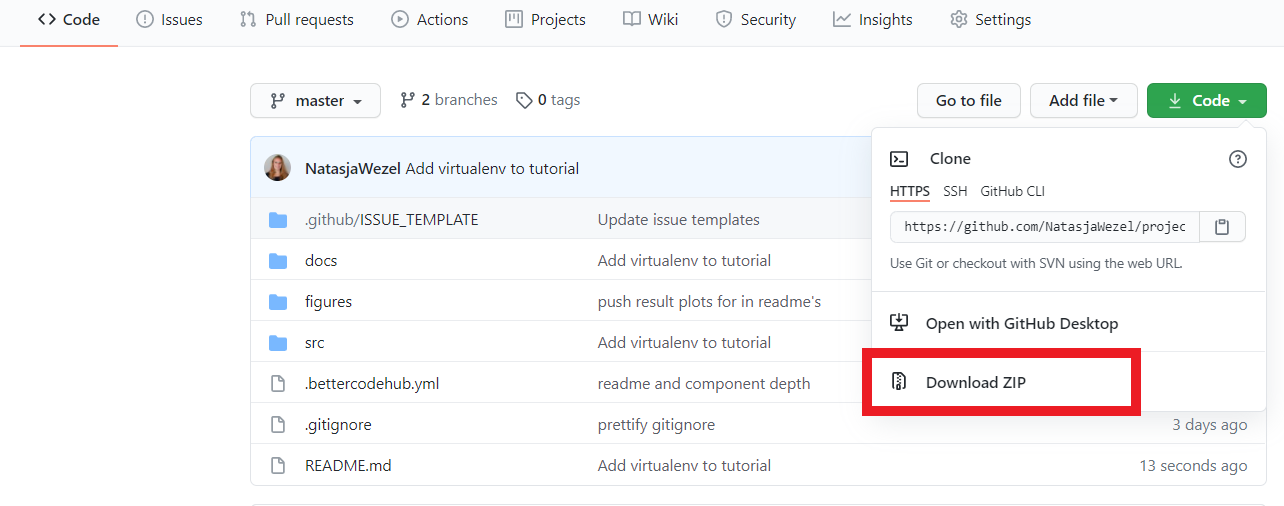 Code Issues Pull requests Actions Projects Wiki Security Insights Settings
master 2 branches 0 tags Go to file Add file Code
NatasjaWezel Add virtualenv to tutorial
.github/ISSUE_TEMPLATE Update issue templates
docs Add virtualenv to tutorial
figures push result plots for in readme's
src Add virtualenv to tutorial
.bettercodehub.yml readme and component depth
.gitignore prettify gitignore 3 days ago
README.md Add virtualenv to tutorial 13 seconds ago
Clone
HTTPS SSH GitHub CLI
https://github.com/NatasjaWezel/projec
Use Git or checkout with SVN using the web URL.
Open with GitHub Desktop
Download ZIP